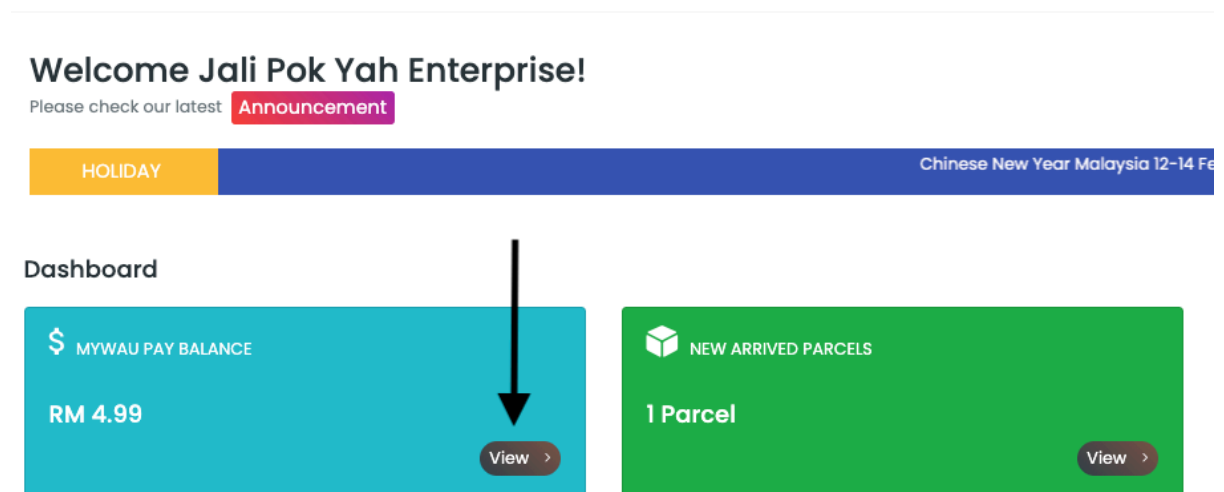 Welcome Jali Pok Yah Enterprise!
Please check our latest Announcement
HOLIDAY
Chinese New Year Malaysia 12-14 Fe
Dashboard
$ MYWAU PAY BALANCE
RM 4.99
View >
NEW ARRIVED PARCELS
1 Parcel
View >